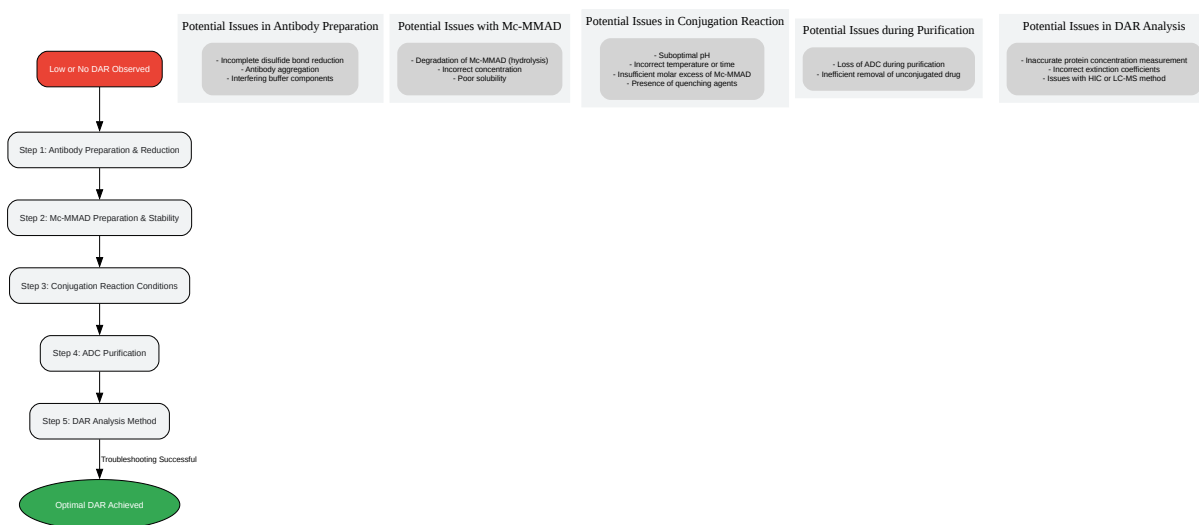 Low or No DAR Observed
Potential Issues in Antibody Preparation
- Incomplete disulfide bond reduction
- Antibody aggregation
- Interfering buffer components
Potential Issues with Mc-MMAD
- Degradation of Mc-MMAD (hydrolysis)
- Incorrect concentration
- Poor solubility
Potential Issues in Conjugation Reaction
- Suboptimal pH
- Incorrect temperature or time
- Insufficient molar excess of Mc-MMAD
- Presence of quenching agents
Potential Issues during Purification
- Loss of ADC during purification
- Inefficient removal of unconjugated drug
Potential Issues in DAR Analysis
- Inaccurate protein concentration measurement
- Incorrect extinction coefficients
- Issues with HIC or LC-MS method
Step 1: Antibody Preparation & Reduction
Step 2: Mc-MMAD Preparation & Stability
Step 3: Conjugation Reaction Conditions
Step 4: ADC Purification
Step 5: DAR Analysis Method
Troubleshooting Successful
Optimal DAR Achieved